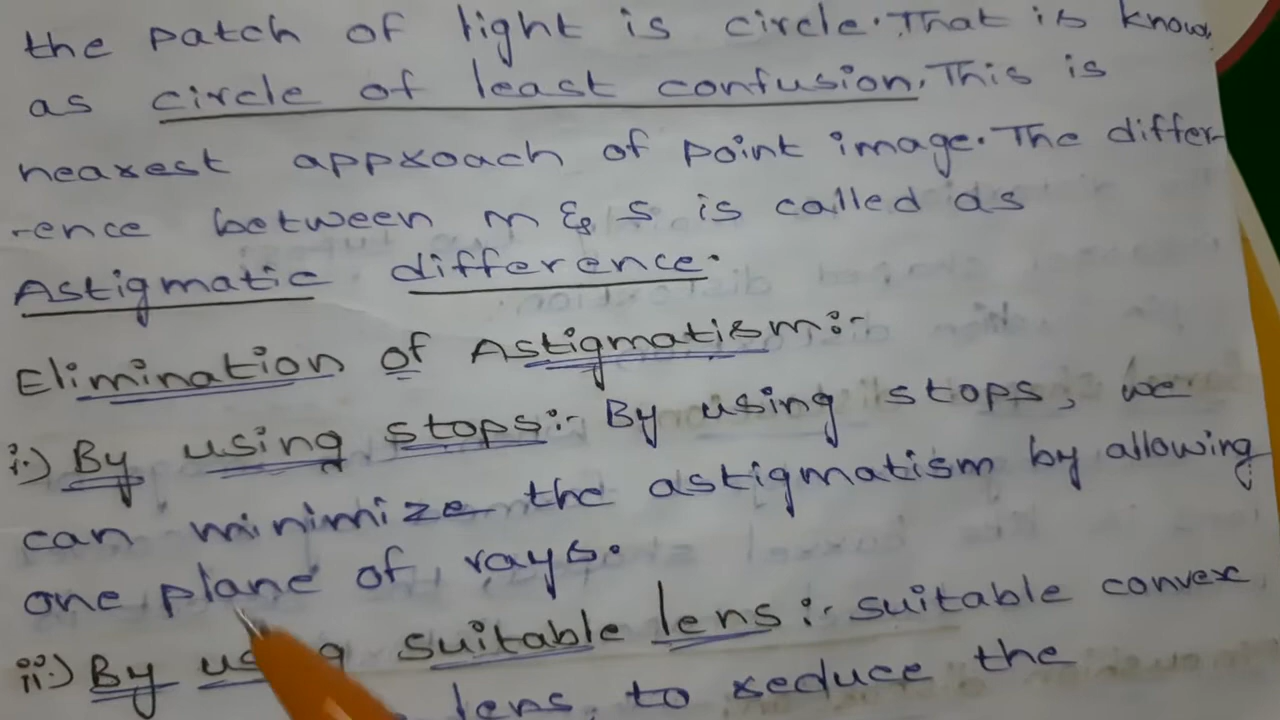 the patch of light is circle. That is know
as circle of least confusion. This is
nearest approach of point image. The differ-
-ence between m & s is called as
Astigmatic difference.
Elimination of Astigmatism:-
i.) By using stops:- By using stops, we
can minimize the astigmatism by allowing
one plane of rays.
ii.) By using suitable lens:- suitable convex
lens, to reduce the